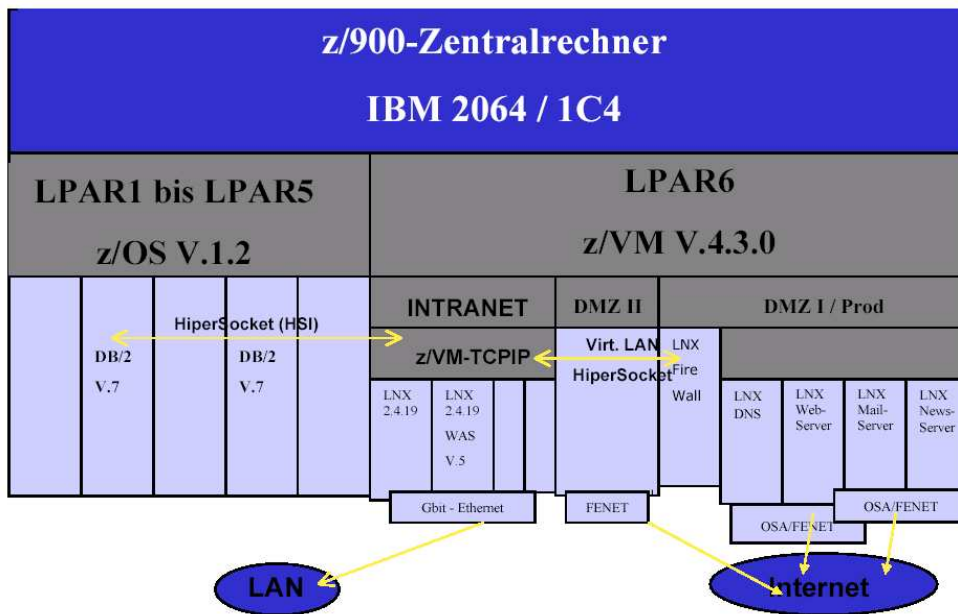 z/900-Zentralrechner
IBM 2064 / 1C4
LPAR1 bis LPAR5
z/OS V.1.2
LPAR6
z/VM V.4.3.0
INTRANET
DMZ II
DMZ I / Prod
HiperSocket (HSI)
DB/2
V.7
DB/2
V.7
z/VM-TCPIP
Virt. LAN
HiperSocket
LNX
Fire
Wall
LNX
2.4.19
LNX
2.4.19
WAS
V.5
LNX
DNS
LNX
Web-
Server
LNX
Mail-
Server
LNX
News-
Server
Gbit - Ethernet
FENET
OSA/FENET
OSA/FENET
LAN
Internet